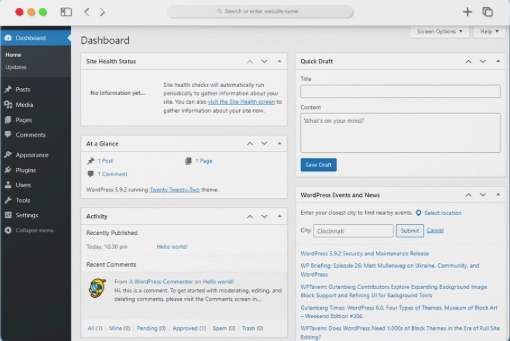 Search or enter website name
Screen Options
Help
Dashboard
Home
Updates
Posts
Media
Pages
Comments
Appearance
Plugins
Users
Tools
Settings
Collapse menu
Dashboard
Site Health Status
No information yet...
Site health checks will automatically run
periodically to gather information about your
site. You can also visit the Site Health screen to
gather information about your site now.
At a Glance
1 Post
1 Page
1 Comment
WordPress 5.9.2 running Twenty Twenty-Two theme.
Activity
Recently Published
Today, 10:30 pm
Hello world!
Recent Comments
From A WordPress Commenter on Hello world!
Hi, this is a comment. To get started with moderating, editing, and
deleting comments, please visit the Comments screen in...
All (1) | Mine (0) | Pending (0) | Approved (1) | Spam (0) | Trash (0)
Quick Draft
Title
Content
What's on your mind?
Save Draft
WordPress Events and News
Enter your closest city to find nearby events.
Select location
City:
Cincinnati
Submit
Cancel
WordPress 5.9.2 Security and Maintenance Release
WP Briefing: Episode 26: Matt Mullenweg on Ukraine, Community, and
WordPress
WPTavern: Gutenberg Contributors Explore Expanding Background Image
Block Support and Refining UI for Background Tools
Gutenberg Times: WordPress 6.0, Four Types of Themes, Museum of Block Art
– Weekend Edition #206
WPTavern: Does WordPress Need 1,000s of Block Themes in the Era of Full Site
Editing?